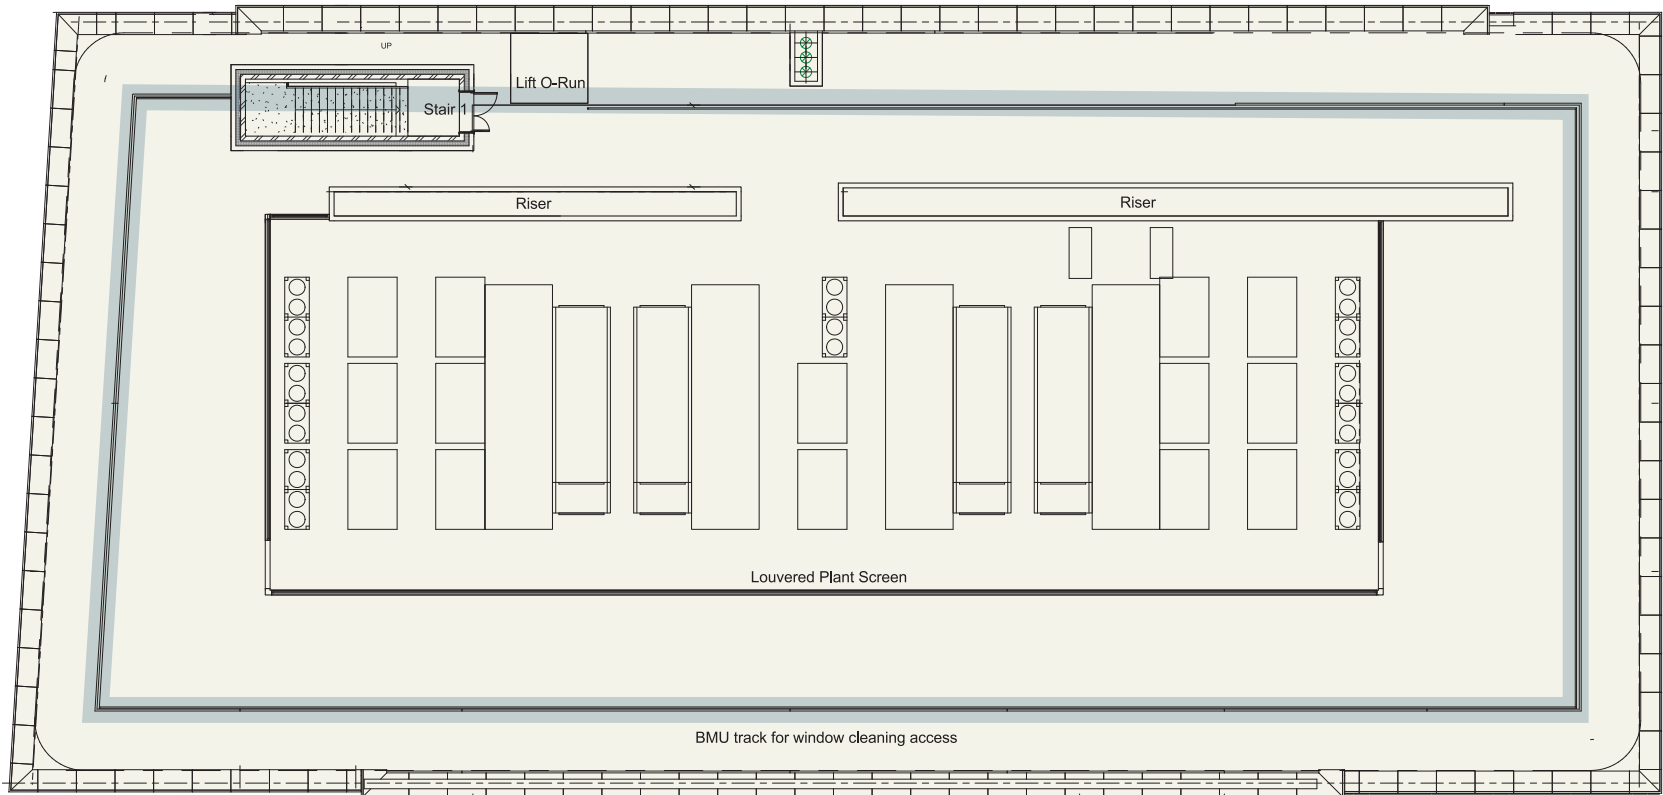 UP
Lift O-Run
Stair 1
Riser
Riser
Louvered Plant Screen
BMU track for window cleaning access